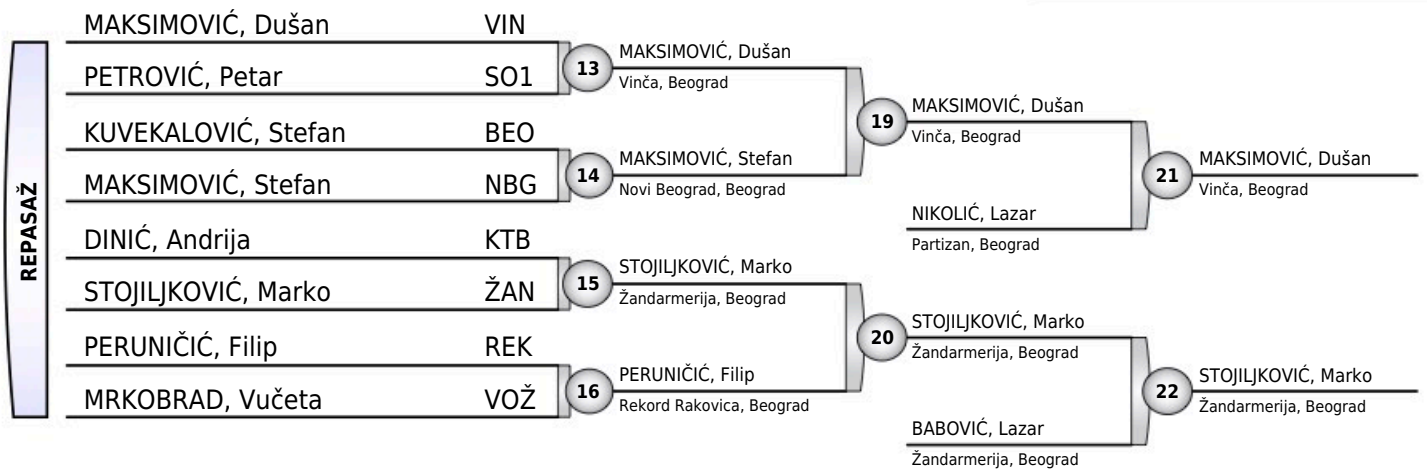 REPASAŽ
MAKSIMOVIĆ, Dušan VIN
PETROVIĆ, Petar SO1
KUVEKALOVIĆ, Stefan BEO
MAKSIMOVIĆ, Stefan NBG
DINIĆ, Andrija KTB
STOJILJKOVIĆ, Marko ŽAN
PERUNIČIĆ, Filip REK
MRKOBRAD, Vučeta VOŽ
13
MAKSIMOVIĆ, Dušan
Vinča, Beograd
14
MAKSIMOVIĆ, Stefan
Novi Beograd, Beograd
15
STOJILJKOVIĆ, Marko
Žandarmerija, Beograd
16
PERUNIČIĆ, Filip
Rekord Rakovica, Beograd
19
MAKSIMOVIĆ, Dušan
Vinča, Beograd
NIKOLIĆ, Lazar
Partizan, Beograd
20
STOJILJKOVIĆ, Marko
Žandarmerija, Beograd
BABOVIĆ, Lazar
Žandarmerija, Beograd
21
MAKSIMOVIĆ, Dušan
Vinča, Beograd
22
STOJILJKOVIĆ, Marko
Žandarmerija, Beograd